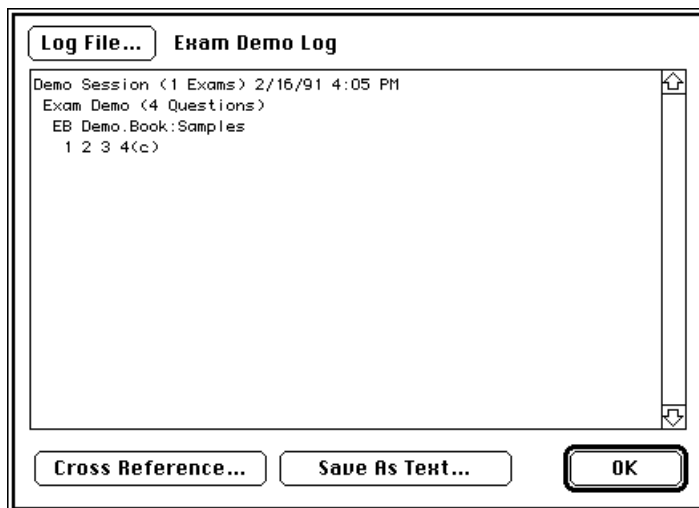 Log File... Exam Demo Log
Demo Session (1 Exams) 2/16/91 4:05 PM
Exam Demo (4 Questions)
EB Demo.Book:Samples
1 2 3 4(c)
Cross Reference... Save As Text... OK